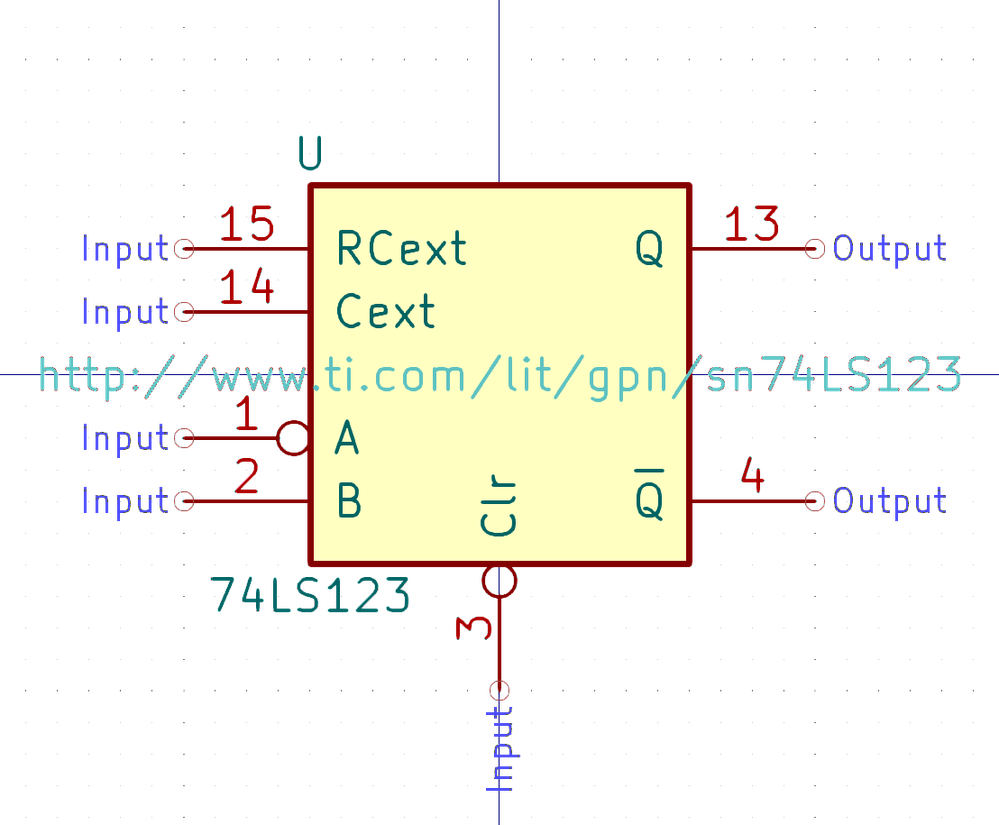 U
15
13
Input
RCext
Q
Output
14
Input
Cext
http://www.ti.com/lit/gpn/sn74LS123
1
Input
A
2
4
Input
B
Clr
Q̅
Output
74LS123
3
Input